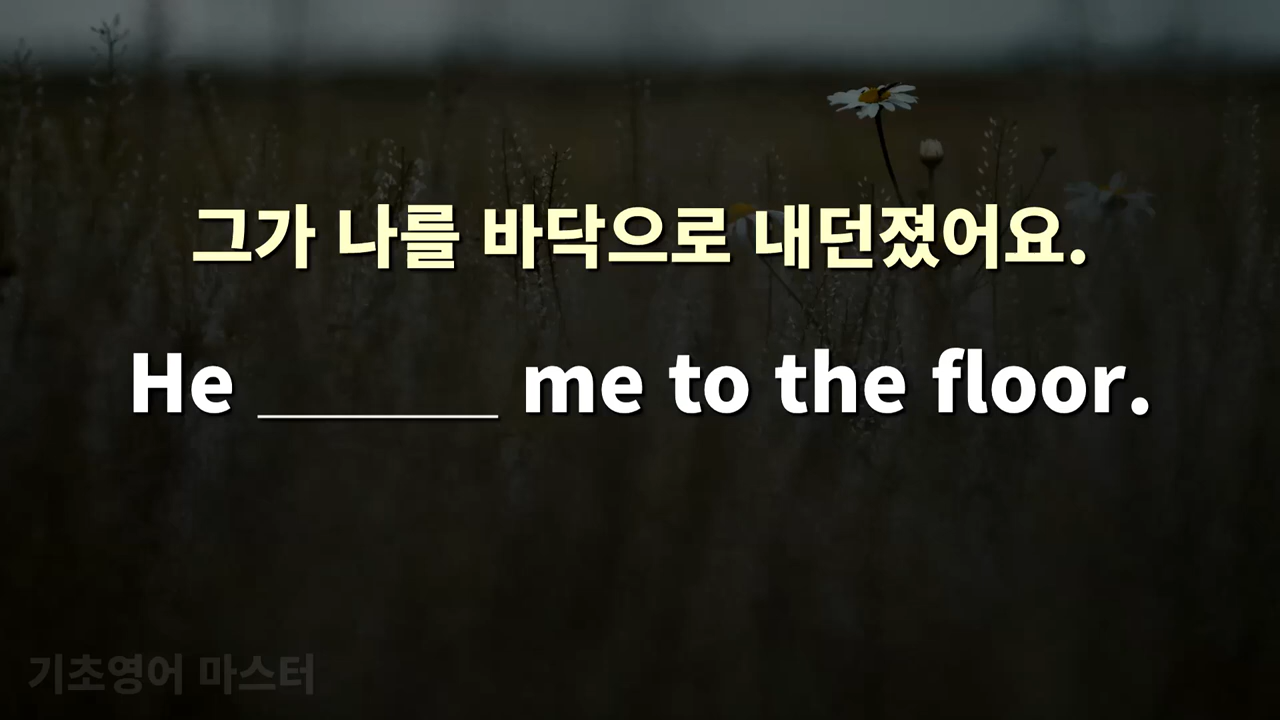 그가 나를 바닥으로 내던졌어요.
He ______ me to the floor.
기초영어 마스터